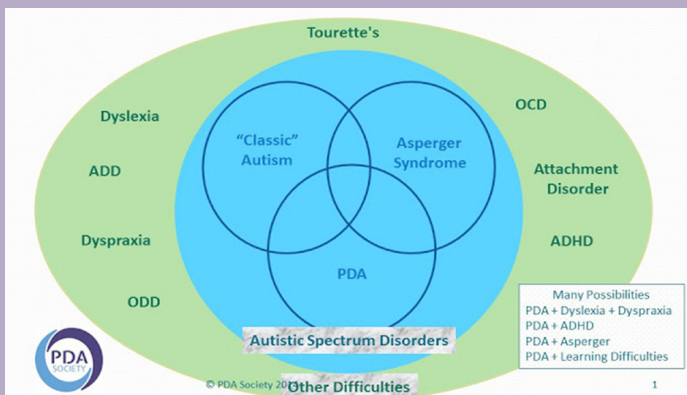 Tourette's
Dyslexia
OCD
"Classic"
Autism
Asperger
Syndrome
ADD
Attachment
Disorder
Dyspraxia
ADHD
PDA
ODD
Many Possibilities
PDA + Dyslexia + Dyspraxia
PDA + ADHD
PDA + Asperger
PDA + Learning Difficulties
Autistic Spectrum Disorders
PDA
SOCIETY
© PDA Society
Other Difficulties
1